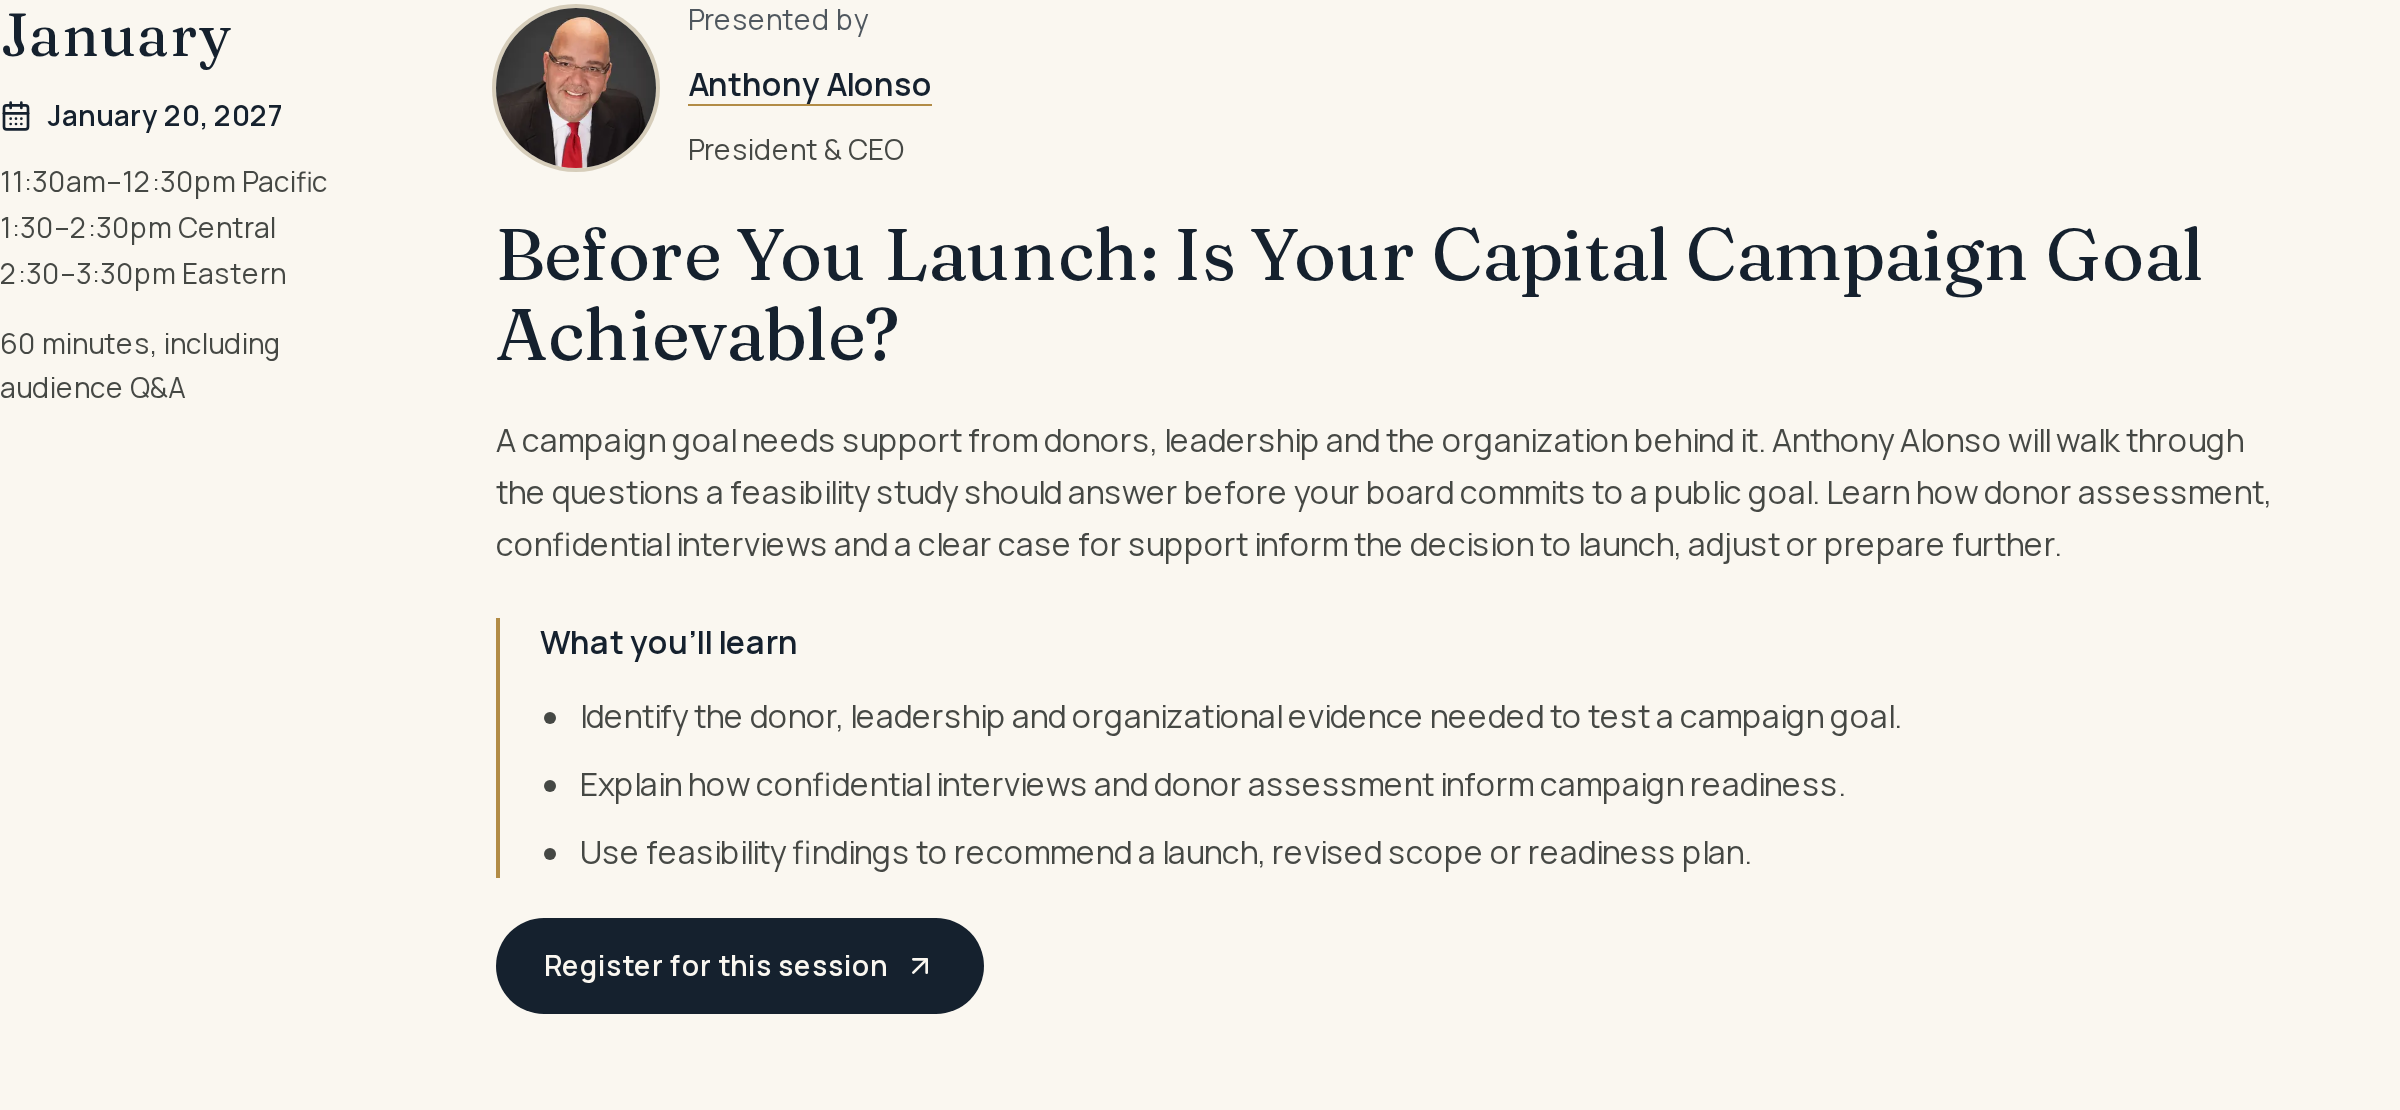 January
January 20, 2027
11:30am–12:30pm Pacific
1:30–2:30pm Central
2:30–3:30pm Eastern
60 minutes, including
audience Q&A
Presented by
Anthony Alonso
President & CEO
Before You Launch: Is Your Capital Campaign Goal
Achievable?
A campaign goal needs support from donors, leadership and the organization behind it. Anthony Alonso will walk through
the questions a feasibility study should answer before your board commits to a public goal. Learn how donor assessment,
confidential interviews and a clear case for support inform the decision to launch, adjust or prepare further.
What you’ll learn
• Identify the donor, leadership and organizational evidence needed to test a campaign goal.
• Explain how confidential interviews and donor assessment inform campaign readiness.
• Use feasibility findings to recommend a launch, revised scope or readiness plan.
Register for this session